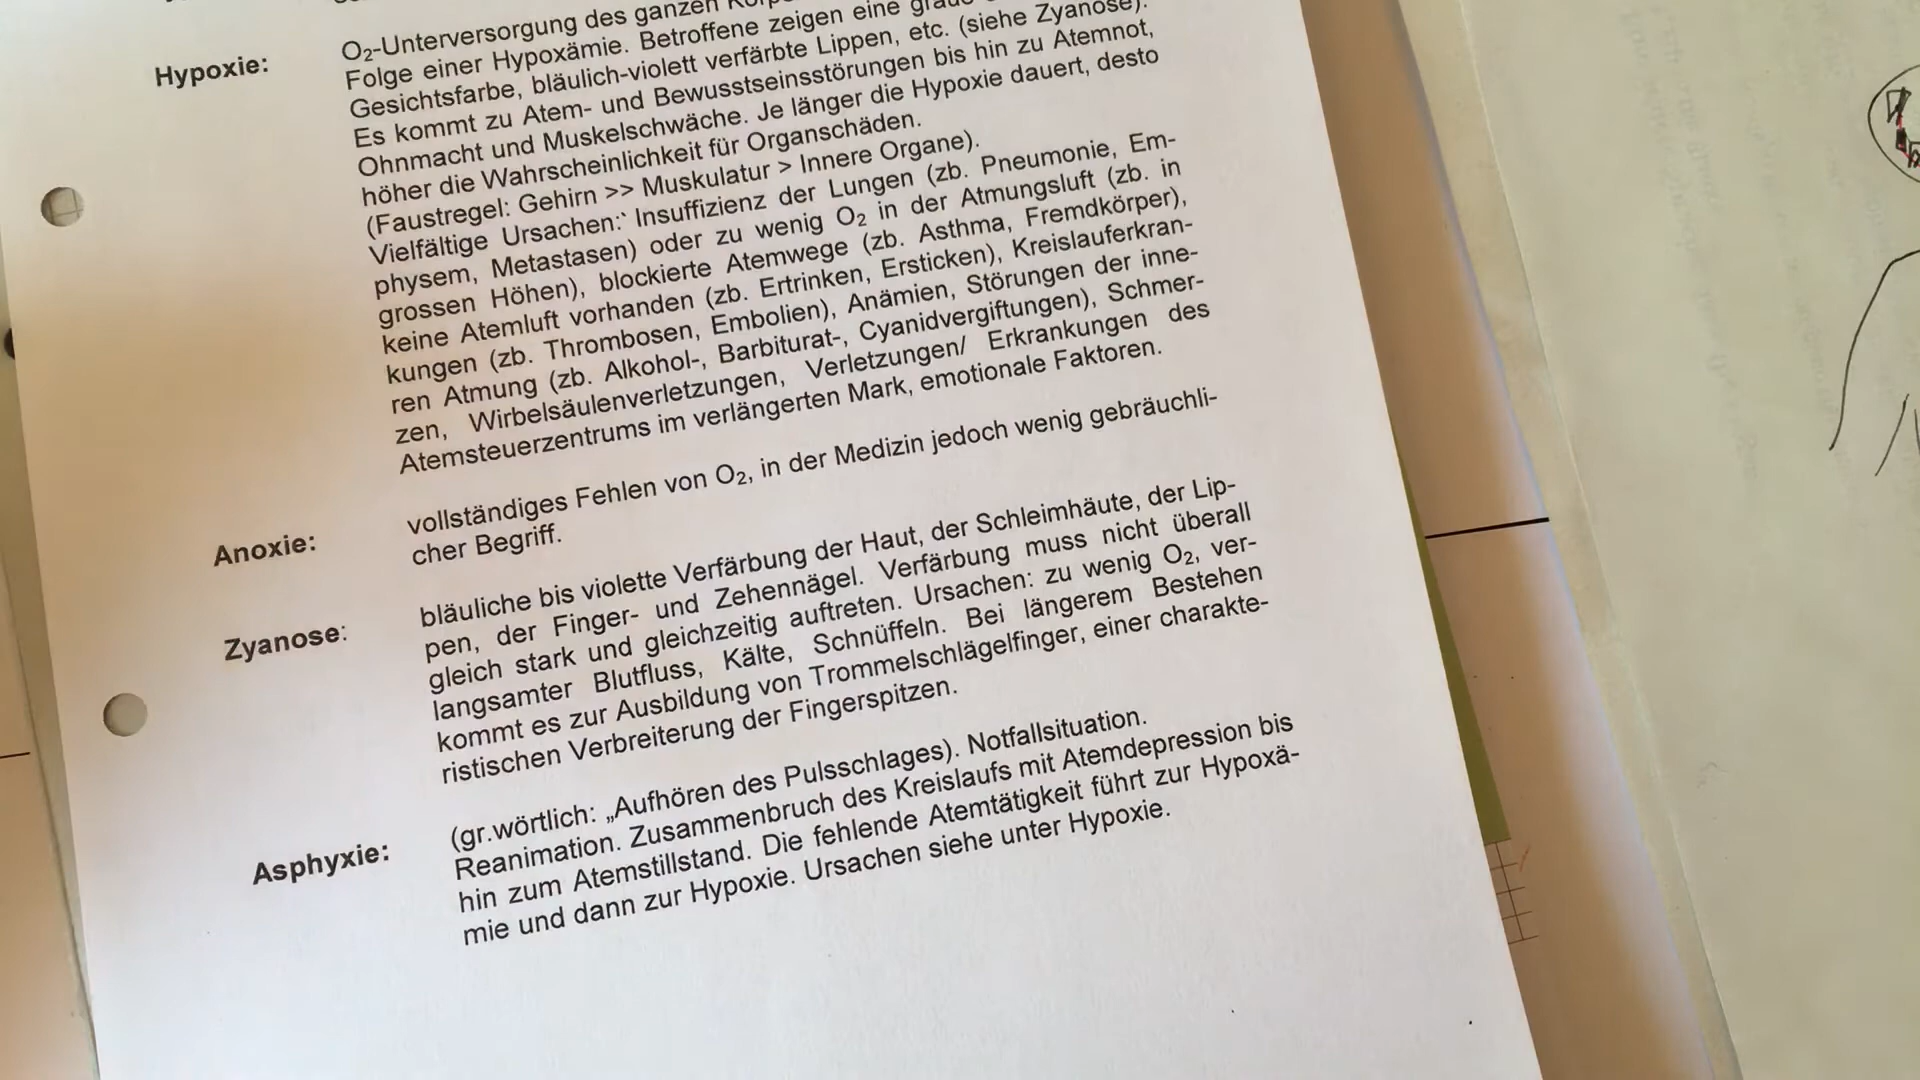 Hypoxie: O2-Unterversorgung des ganzen
Folge einer Hypoxämie. Betroffene zeigen eine
Gesichtsfarbe, bläulich-violett verfärbte Lippen, etc. (siehe Zyanose).
Es kommt zu Atem- und Bewusstseinsstörungen bis hin zu Atemnot,
Ohnmacht und Muskelschwäche. Je länger die Hypoxie dauert, desto
höher die Wahrscheinlichkeit für Organschäden.
(Faustregel: Gehirn >> Muskulatur > Innere Organe).
Vielfältige Ursachen: Insuffizienz der Lungen (zb. Pneumonie, Em-
physem, Metastasen) oder zu wenig O2 in der Atmungsluft (zb. in
grossen Höhen), blockierte Atemwege (zb. Asthma, Fremdkörper),
keine Atemluft vorhanden (zb. Ertrinken, Ersticken), Kreislauferkran-
kungen (zb. Thrombosen, Embolien), Anämien, Störungen der inne-
ren Atmung (zb. Alkohol-, Barbiturat-, Cyanidvergiftungen), Schmer-
zen, Wirbelsäulenverletzungen, Verletzungen/ Erkrankungen des
Atemsteuerzentrums im verlängerten Mark, emotionale Faktoren.
Anoxie: vollständiges Fehlen von O2, in der Medizin jedoch wenig gebräuchli-
cher Begriff.
Zyanose: bläuliche bis violette Verfärbung der Haut, der Schleimhäute, der Lip-
pen, der Finger- und Zehennägel. Verfärbung muss nicht überall
gleich stark und gleichzeitig auftreten. Ursachen: zu wenig O2, ver-
langsamter Blutfluss, Kälte, Schnüffeln. Bei längerem Bestehen
kommt es zur Ausbildung von Trommelschlägelfinger, einer charakte-
ristischen Verbreiterung der Fingerspitzen.
Asphyxie: (gr.wörtlich: „Aufhören des Pulsschlages). Notfallsituation.
Reanimation. Zusammenbruch des Kreislaufs mit Atemdepression bis
hin zum Atemstillstand. Die fehlende Atemtätigkeit führt zur Hypoxä-
mie und dann zur Hypoxie. Ursachen siehe unter Hypoxie.